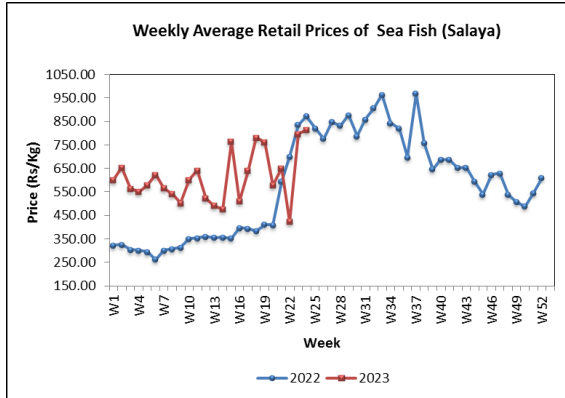 Weekly Average Retail Prices of Sea Fish (Salaya)
Price (Rs/Kg)
1050.00
950.00
850.00
750.00
650.00
550.00
450.00
350.00
250.00
150.00
W1 W4 W7 W10 W13 W16 W19 W22 W25 W28 W31 W34 W37 W40 W43 W46 W49 W52
Week
2022 2023